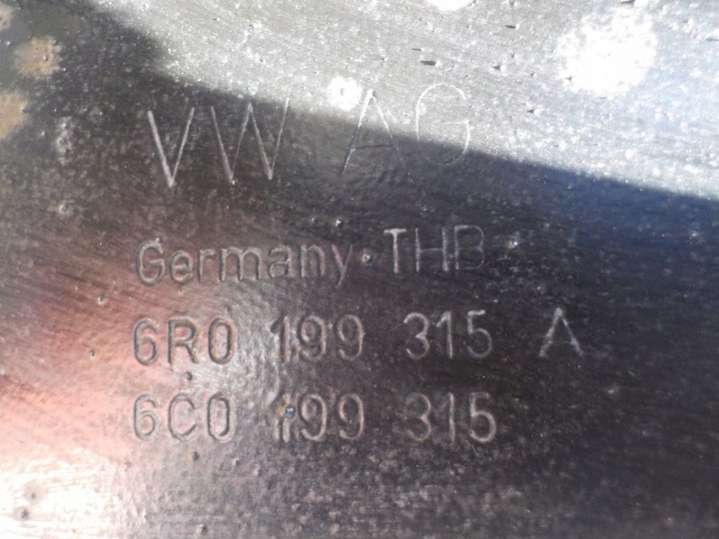 VW AG
Germany·THB
6R0 199 315 A
6C0 199 315